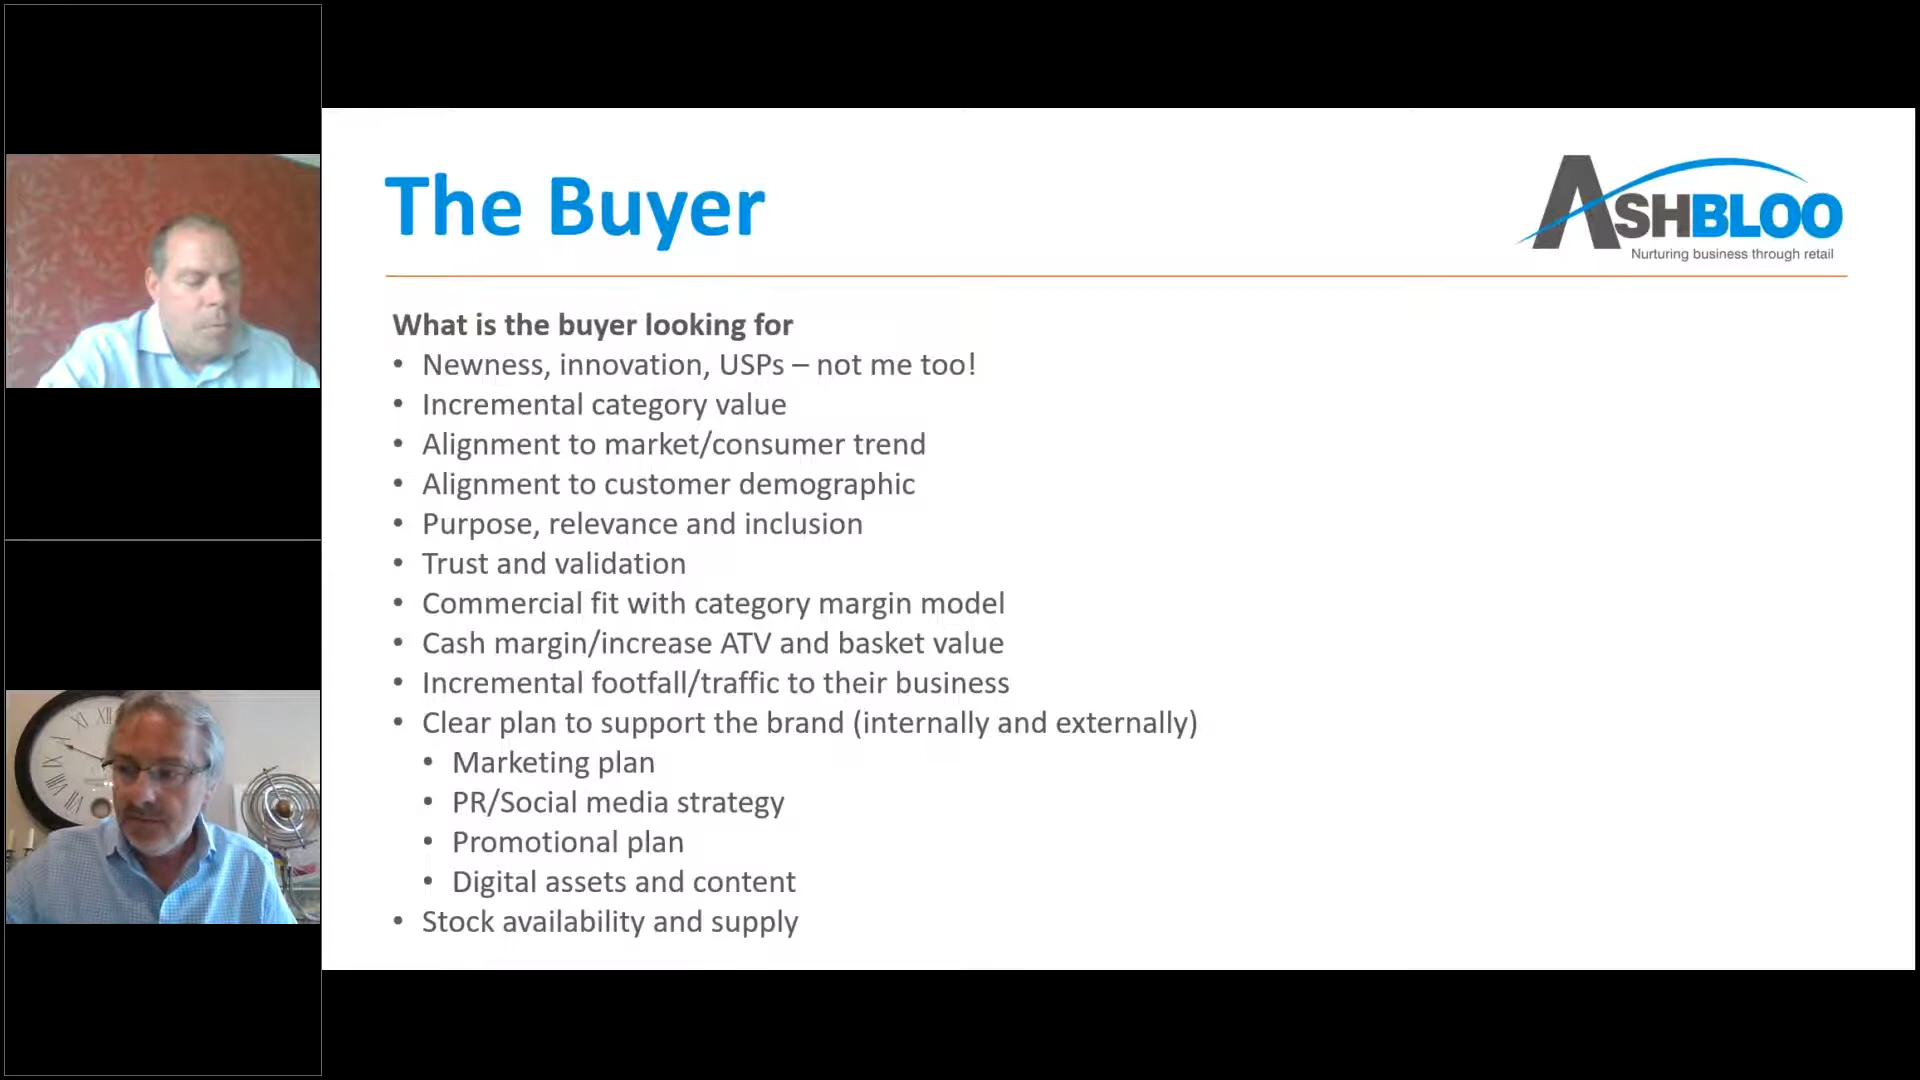 The Buyer
ASHBLOO
Nurturing business through retail
What is the buyer looking for
• Newness, innovation, USPs – not me too!
• Incremental category value
• Alignment to market/consumer trend
• Alignment to customer demographic
• Purpose, relevance and inclusion
• Trust and validation
• Commercial fit with category margin model
• Cash margin/increase ATV and basket value
• Incremental footfall/traffic to their business
• Clear plan to support the brand (internally and externally)
• Marketing plan
• PR/Social media strategy
• Promotional plan
• Digital assets and content
• Stock availability and supply